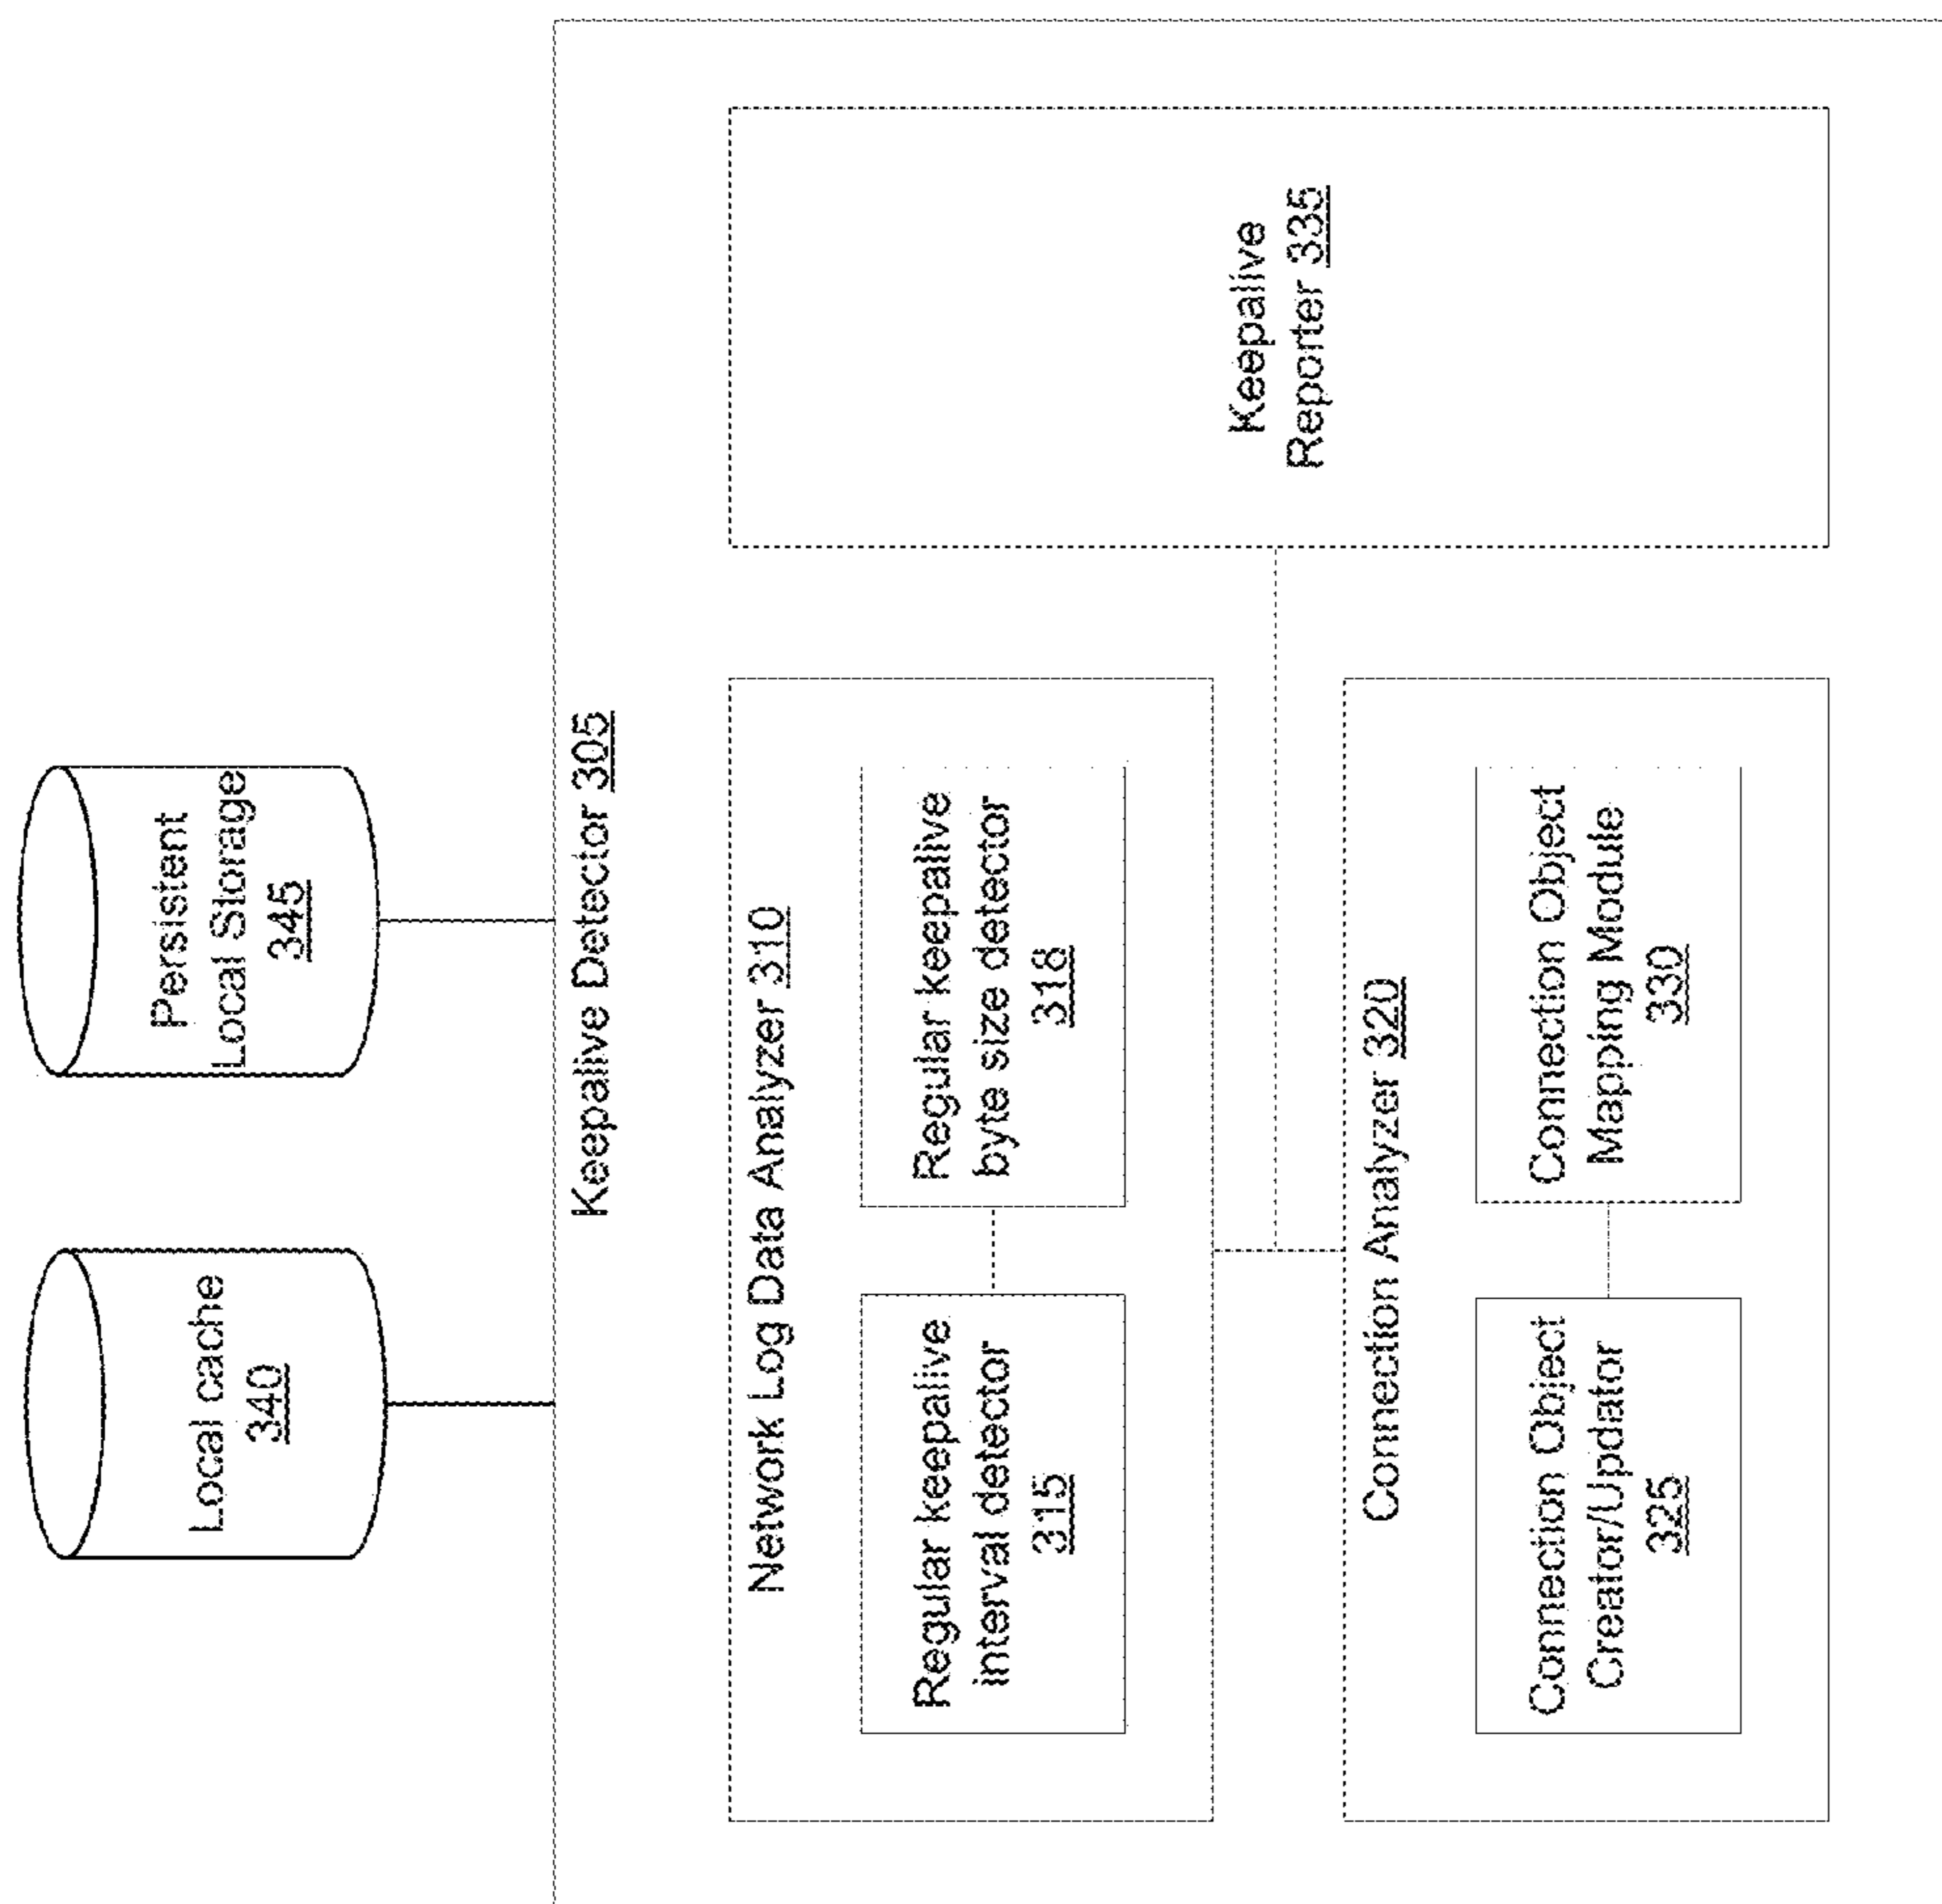 Local cache
340
Persistent
Local Storage
345
Keepalive Detector 305
Network Log Data Analyzer 310
Regular keepalive
interval detector
315
Regular keepalive
byte size detector
318
Connection Analyzer 320
Connection Object
Creator/Updator
325
Connection Object
Mapping Module
330
Keepalive
Reporter 335